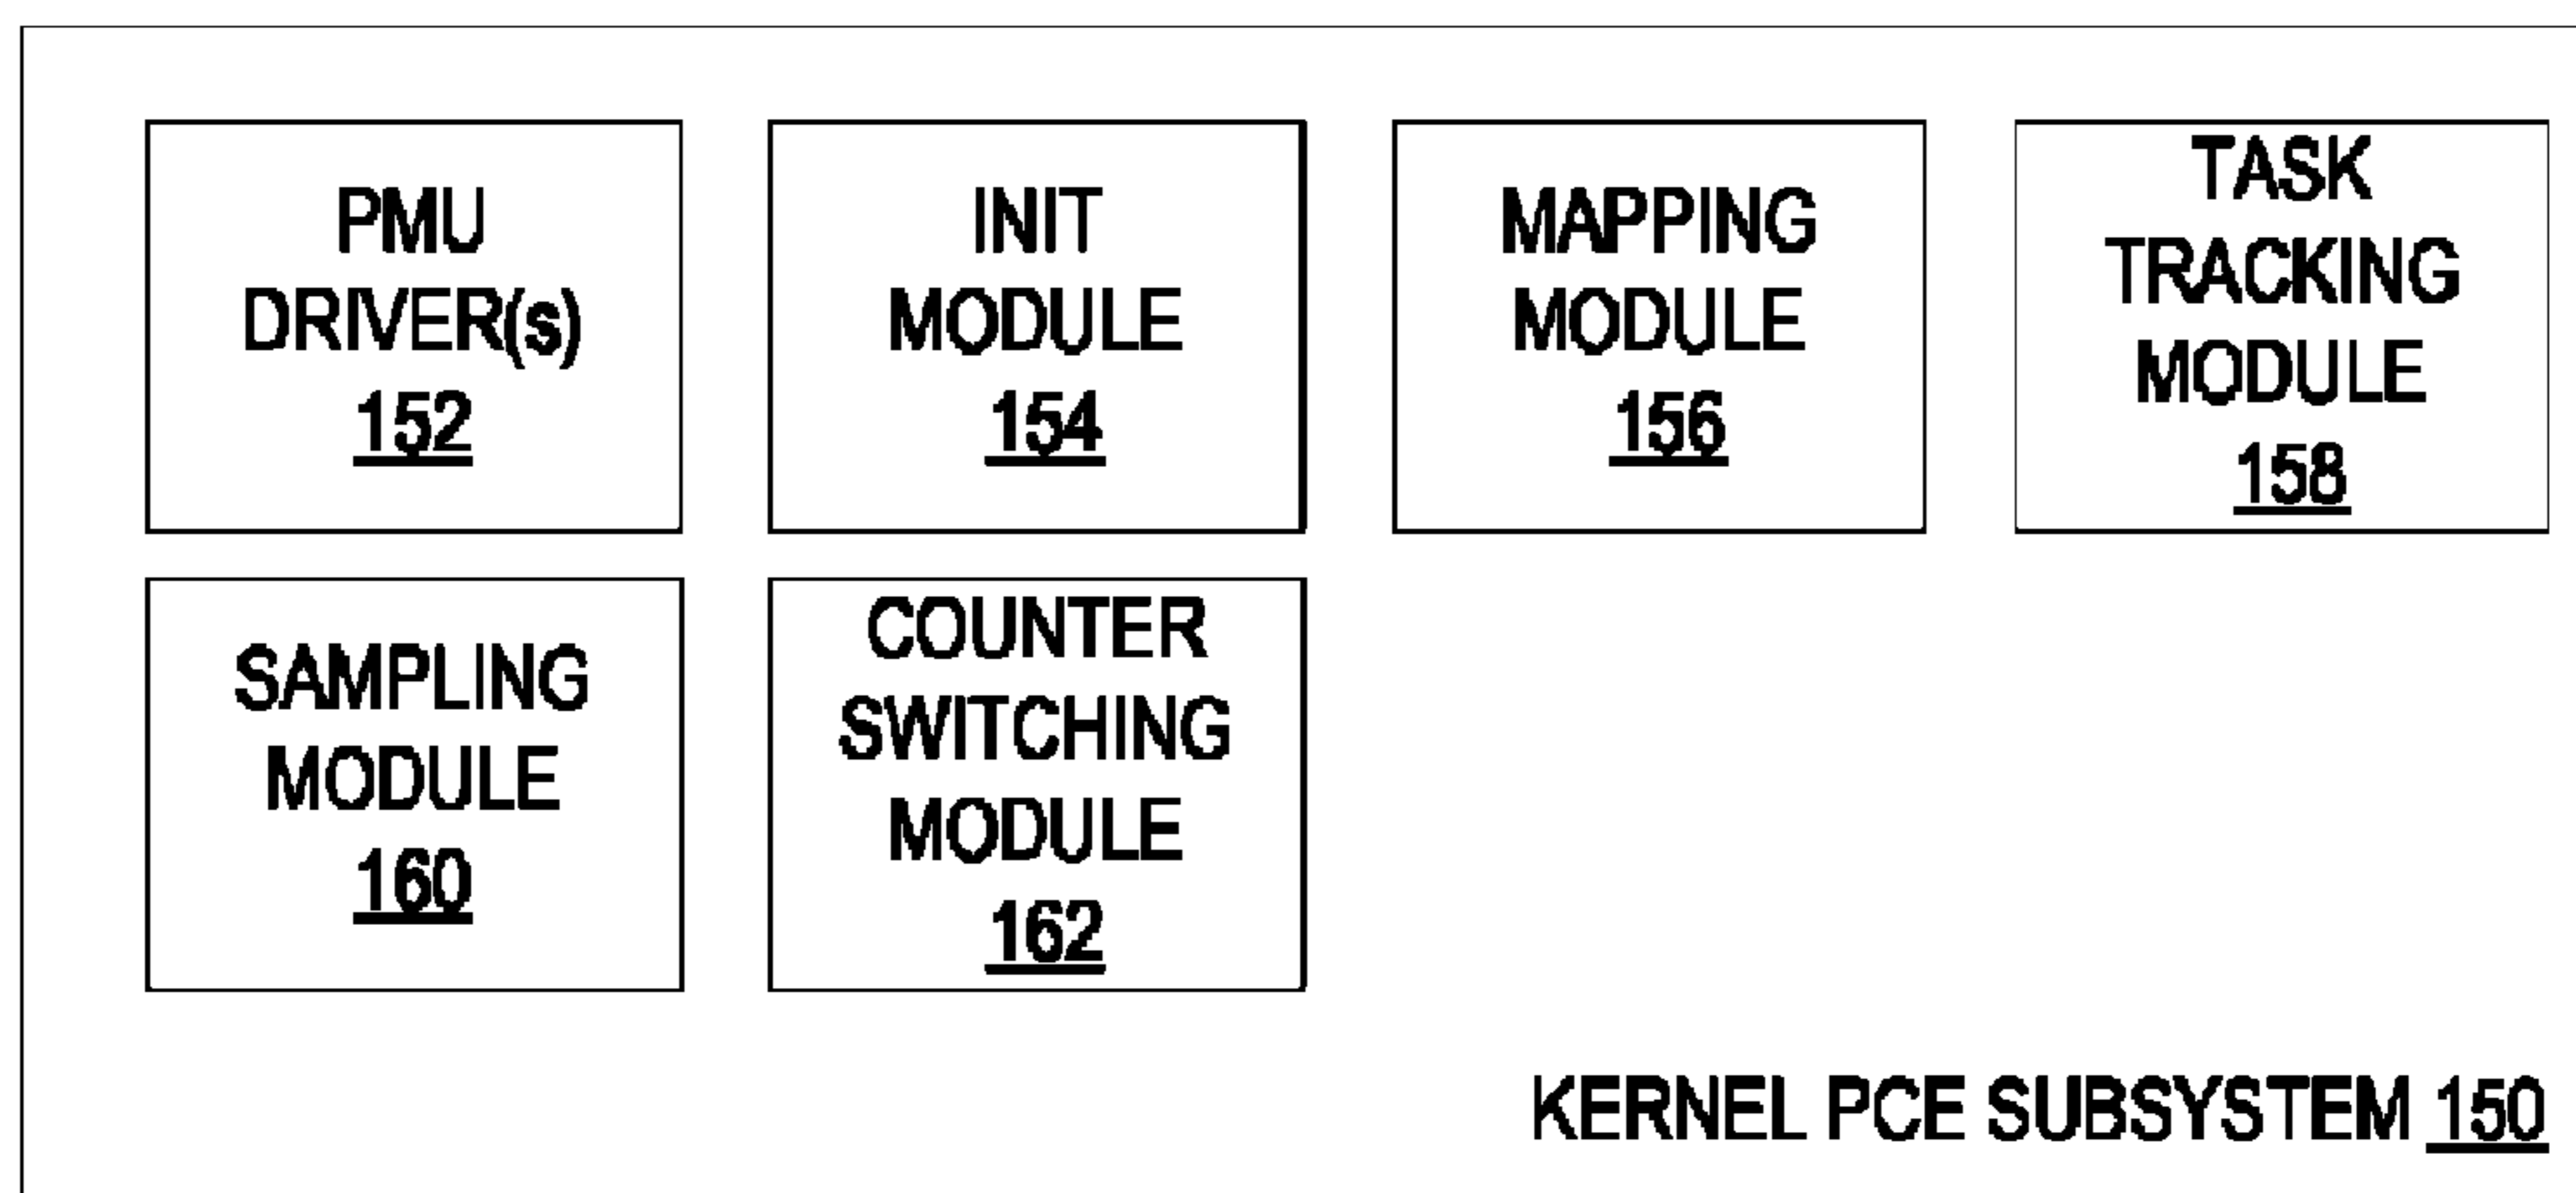 PMU
DRIVER(s)
152
INIT
MODULE
154
MAPPING
MODULE
156
TASK
TRACKING
MODULE
158
SAMPLING
MODULE
160
COUNTER
SWITCHING
MODULE
162
KERNEL PCE SUBSYSTEM 150